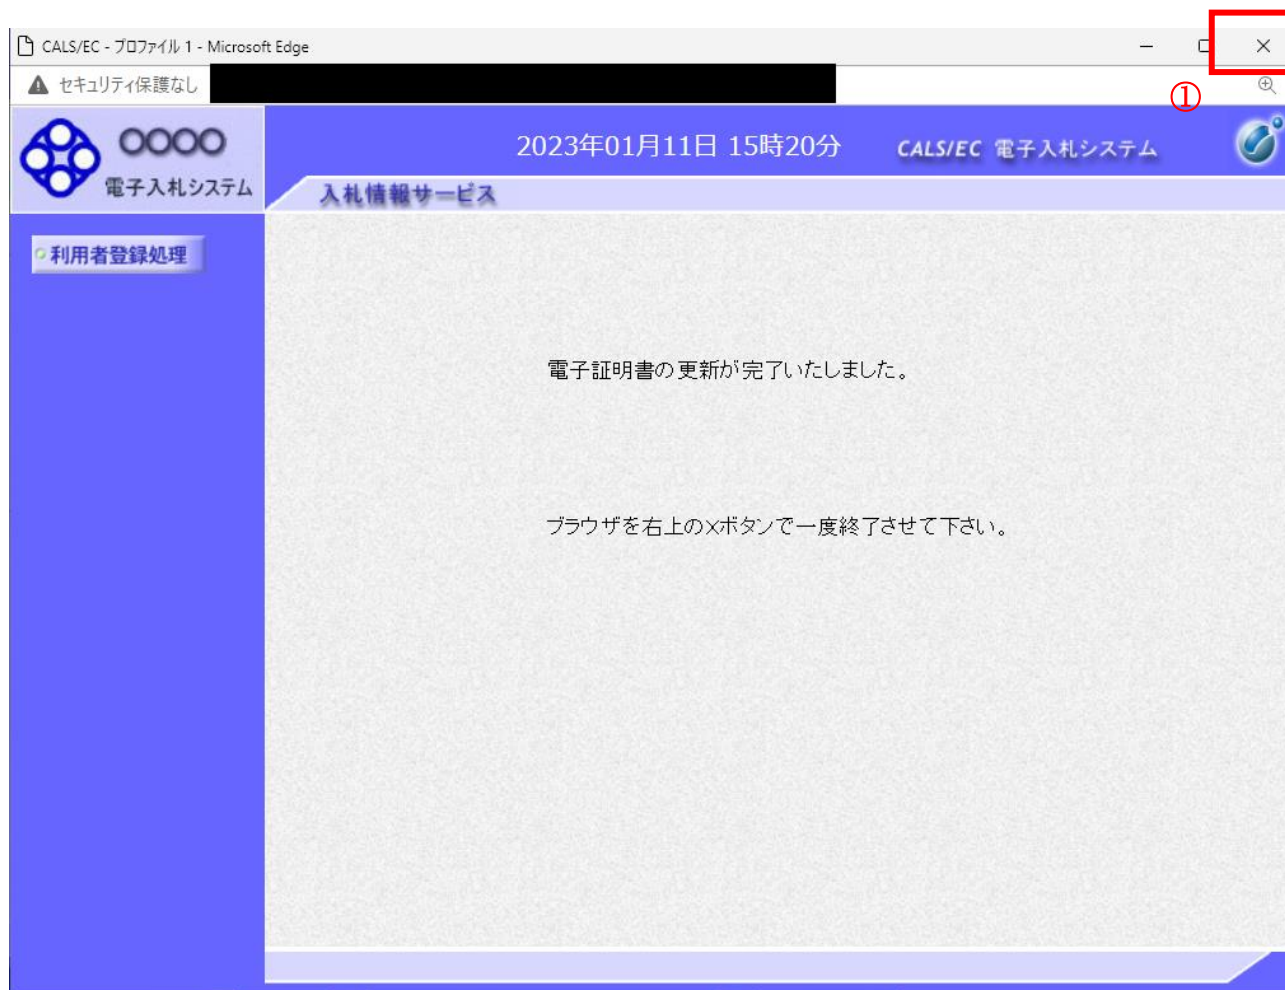 CALS/EC - プロファイル 1 - Microsoft Edge
セキュリティ保護なし
①
〇〇〇〇
電子入札システム
2023年01月11日 15時20分
CALS/EC 電子入札システム
入札情報サービス
利用者登録処理
電子証明書の更新が完了いたしました。
ブラウザを右上の×ボタンで一度終了させて下さい。